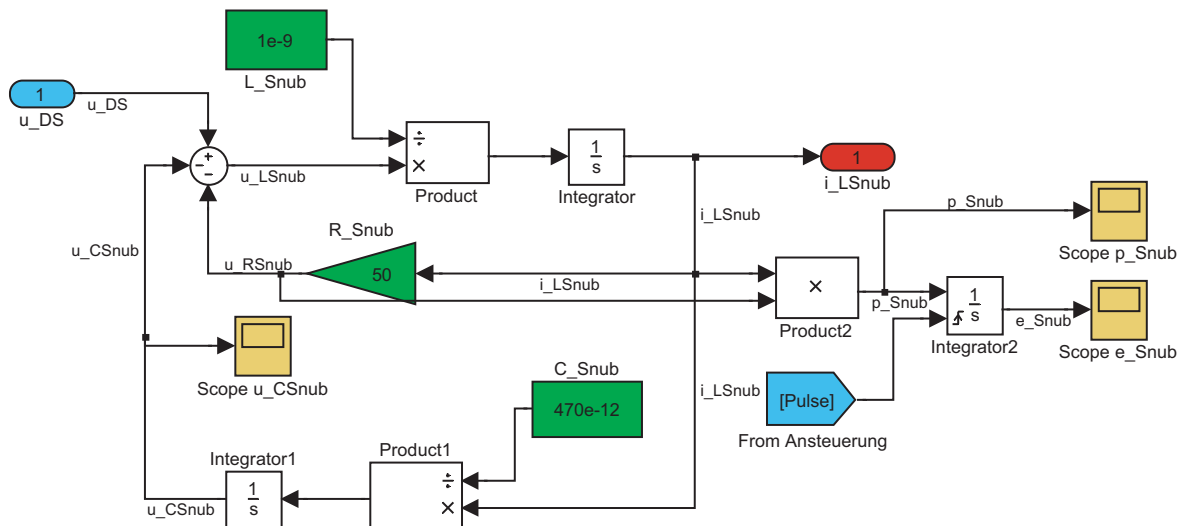 1e-9
L_Snub
1
u_DS
u_DS
÷
×
Product
1
s
Integrator
1
i_LSnub
+
−
−
u_LSnub
i_LSnub
p_Snub
Scope p_Snub
R_Snub
50
u_RSnub
u_CSnub
i_LSnub
×
Product2
p_Snub
1
s
Integrator2
e_Snub
Scope e_Snub
Scope u_CSnub
C_Snub
470e-12
i_LSnub
[Pulse]
From Ansteuerung
Integrator1
1
s
u_CSnub
Product1
÷
×